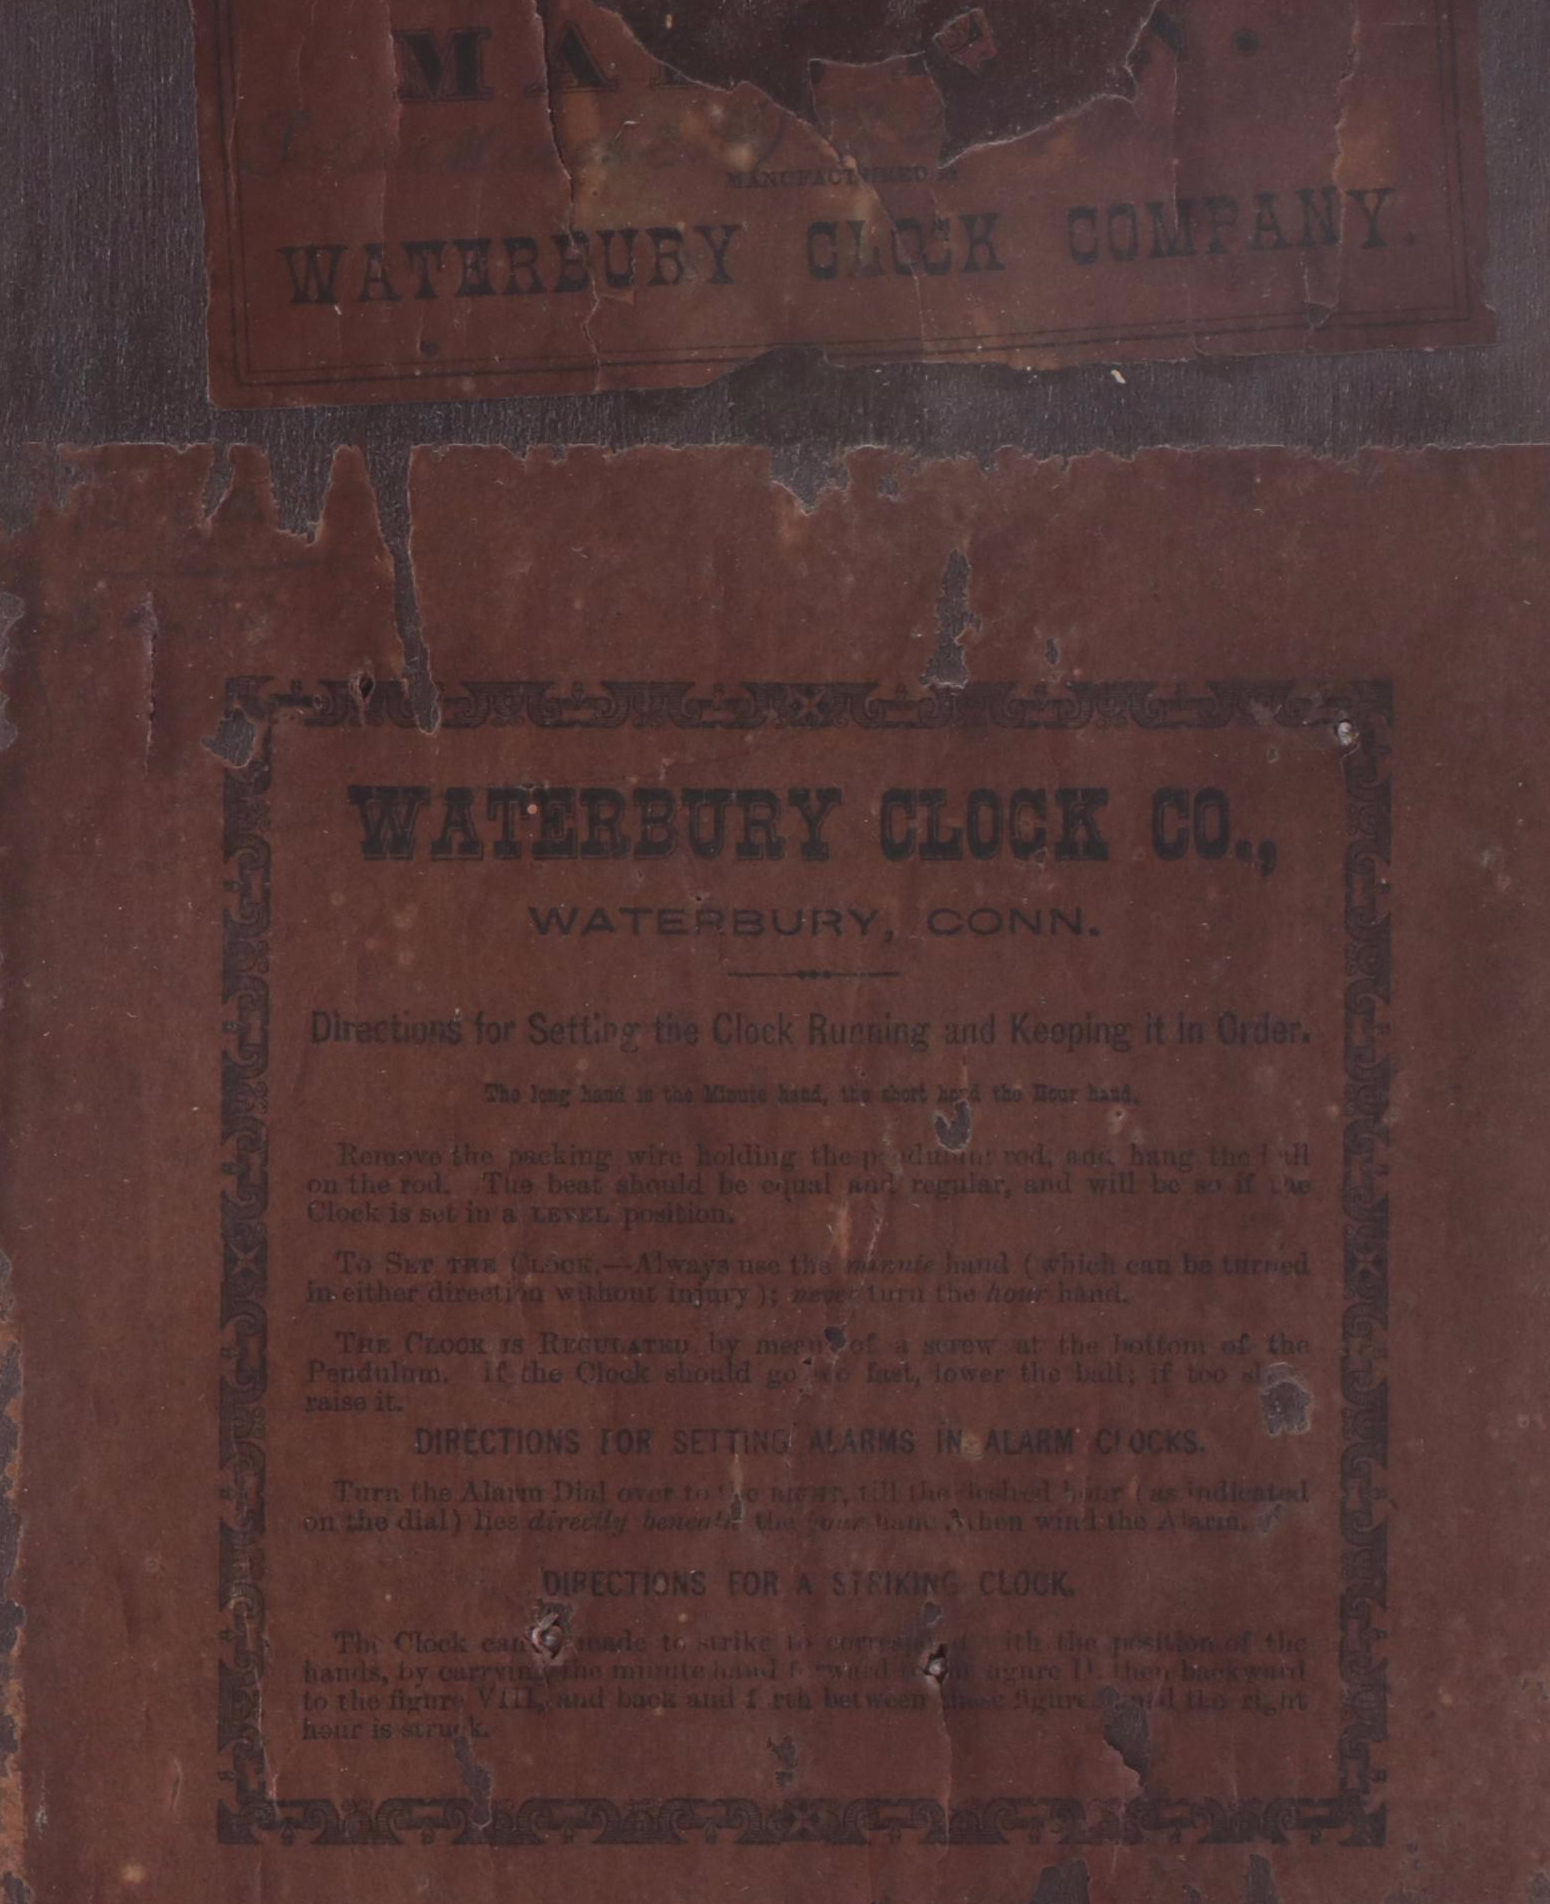 MANUFACTURED BY
WATERBURY CLOCK COMPANY.
WATERBURY CLOCK CO.,
WATERBURY, CONN.
Directions for Setting the Clock Running and Keeping it in Order.
The long hand is the Minute hand, the short hand the Hour hand.
Remove the packing wire holding the pendulum rod, and hang the ball
on the rod. The beat should be equal and regular, and will be so if the
Clock is set in a LEVEL position.
To Set the Clock.—Always use the minute hand (which can be turned
in either direction without injury); never turn the hour hand.
The Clock is Regulated by means of a screw at the bottom of the
Pendulum. If the Clock should go too fast, lower the ball; if too slow
raise it.
DIRECTIONS FOR SETTING ALARMS IN ALARM CLOCKS.
Turn the Alarm Dial over to the RIGHT, till the desired hour (as indicated
on the dial) lies directly beneath the hour hand, then wind the Alarm.
DIRECTIONS FOR A STRIKING CLOCK.
The Clock can be made to strike to correspond with the position of the
hands, by carrying the minute hand forward to the figure then backward
to the figure VIII, and back and forth between these figures until the right
hour is struck.